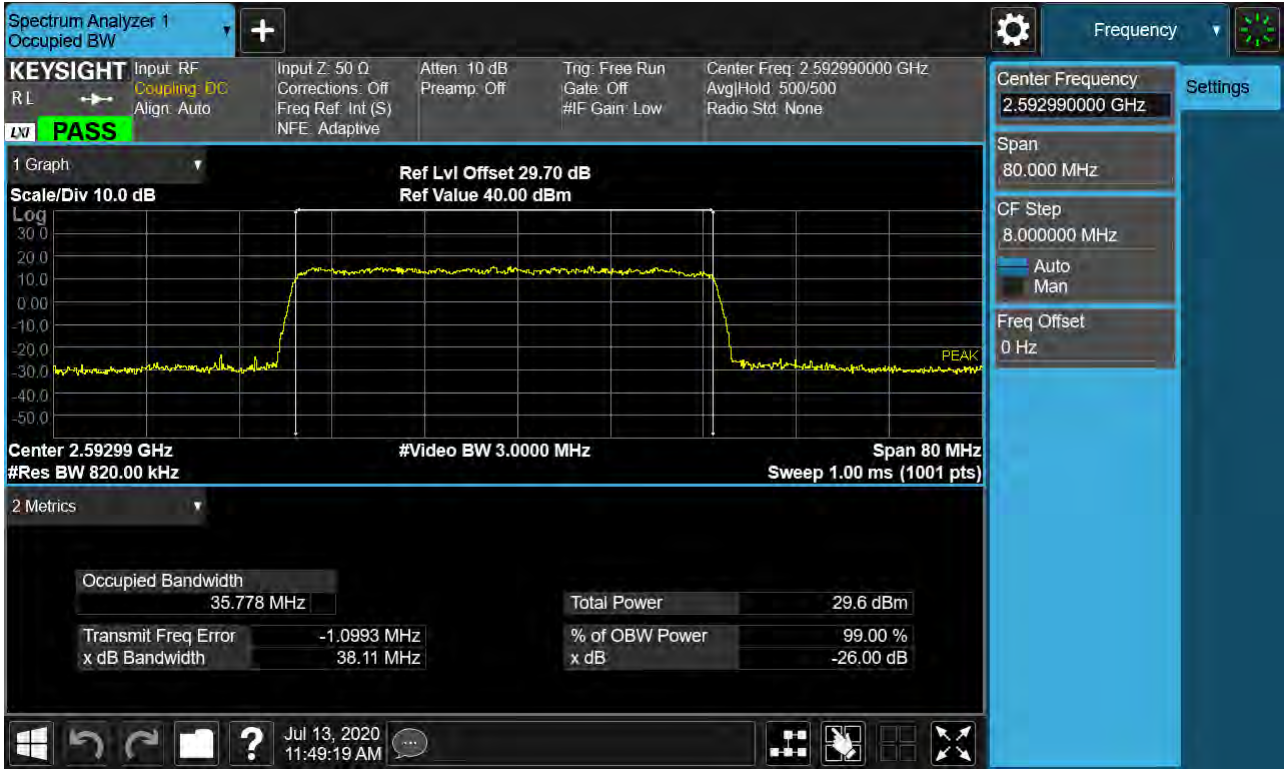 Spectrum Analyzer 1
Occupied BW
Frequency
KEYSIGHT
R L
LXI
PASS
Input: RF
Coupling: DC
Align: Auto
Input Z: 50 Ω
Corrections: Off
Freq Ref: Int (S)
NFE: Adaptive
Atten: 10 dB
Preamp: Off
Trig: Free Run
Gate: Off
#IF Gain: Low
Center Freq: 2.592990000 GHz
Avg|Hold: 500/500
Radio Std: None
Center Frequency
2.592990000 GHz
Settings
Span
80.000 MHz
CF Step
8.000000 MHz
Auto
Man
Freq Offset
0 Hz
1 Graph
Scale/Div 10.0 dB
Ref Lvl Offset 29.70 dB
Ref Value 40.00 dBm
Log
30.0
20.0
10.0
0.00
-10.0
-20.0
-30.0
-40.0
-50.0
PEAK
Center 2.59299 GHz
#Video BW 3.0000 MHz
Span 80 MHz
#Res BW 820.00 kHz
Sweep 1.00 ms (1001 pts)
2 Metrics
Occupied Bandwidth
35.778 MHz
Total Power 29.6 dBm
Transmit Freq Error -1.0993 MHz
% of OBW Power 99.00 %
x dB Bandwidth 38.11 MHz
x dB -26.00 dB
?
Jul 13, 2020
11:49:19 AM